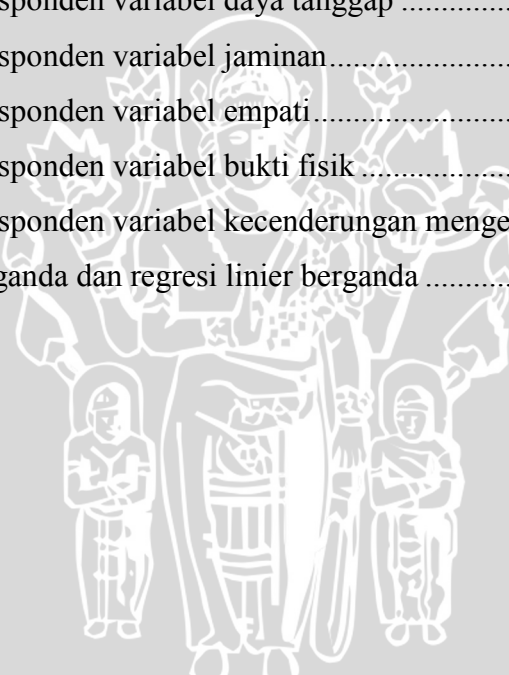 sponden variabel daya tanggap ...................
sponden variabel jaminan..........................
sponden variabel empati............................
sponden variabel bukti fisik .....................
sponden variabel kecenderungan menge
ganda dan regresi linier berganda ............